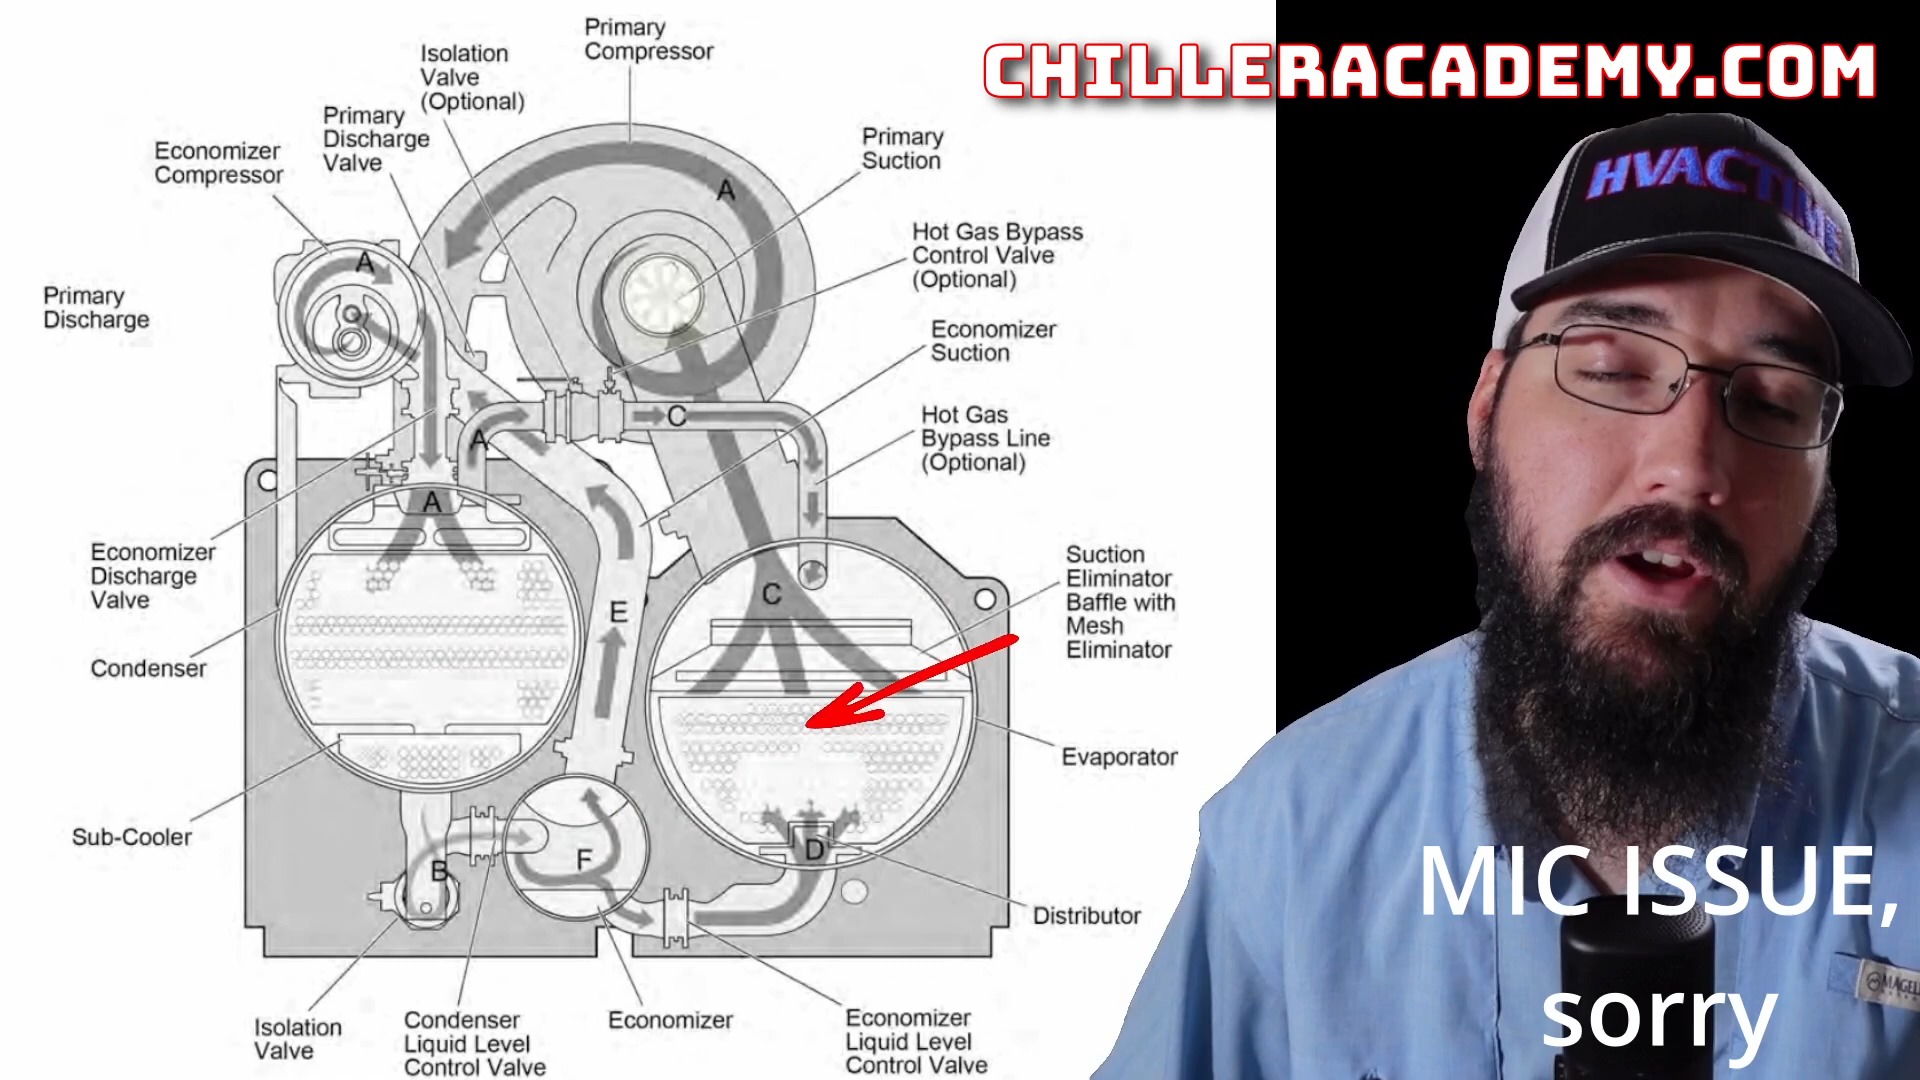 Primary
Compressor
Isolation
Valve
(Optional)
Primary
Discharge
Valve
Economizer
Compressor
Primary
Discharge
Primary
Suction
Hot Gas Bypass
Control Valve
(Optional)
Economizer
Suction
Hot Gas
Bypass Line
(Optional)
Suction
Eliminator
Baffle with
Mesh
Eliminator
Economizer
Discharge
Valve
Condenser
Evaporator
Sub-Cooler
Distributor
Isolation
Valve
Condenser
Liquid Level
Control Valve
Economizer
Economizer
Liquid Level
Control Valve
A
A
A
C
A
C
E
B
F
D
CHILLERACADEMY.COM
HVACTIME
MIC ISSUE,
sorry